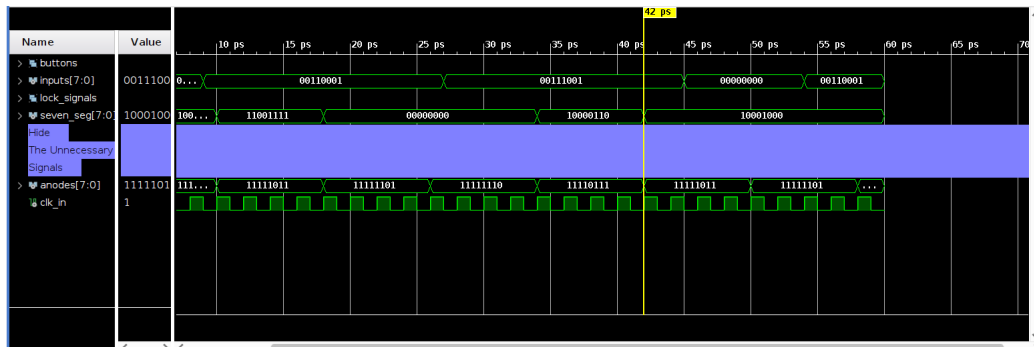 42 ps
Name Value
10 ps 15 ps 20 ps 25 ps 30 ps 35 ps 40 ps 45 ps 50 ps 55 ps 60 ps 65 ps 70
buttons
inputs[7:0] 0011100 0... 00110001 00111001 00000000 00110001
lock_signals
seven_seg[7:0] 1000100 100... 11001111 00000000 10000110 10001000
Hide
The Unnecessary
Signals
anodes[7:0] 1111101 111... 11111011 11111101 11111110 11110111 11111011 11111101 ...
clk_in 1